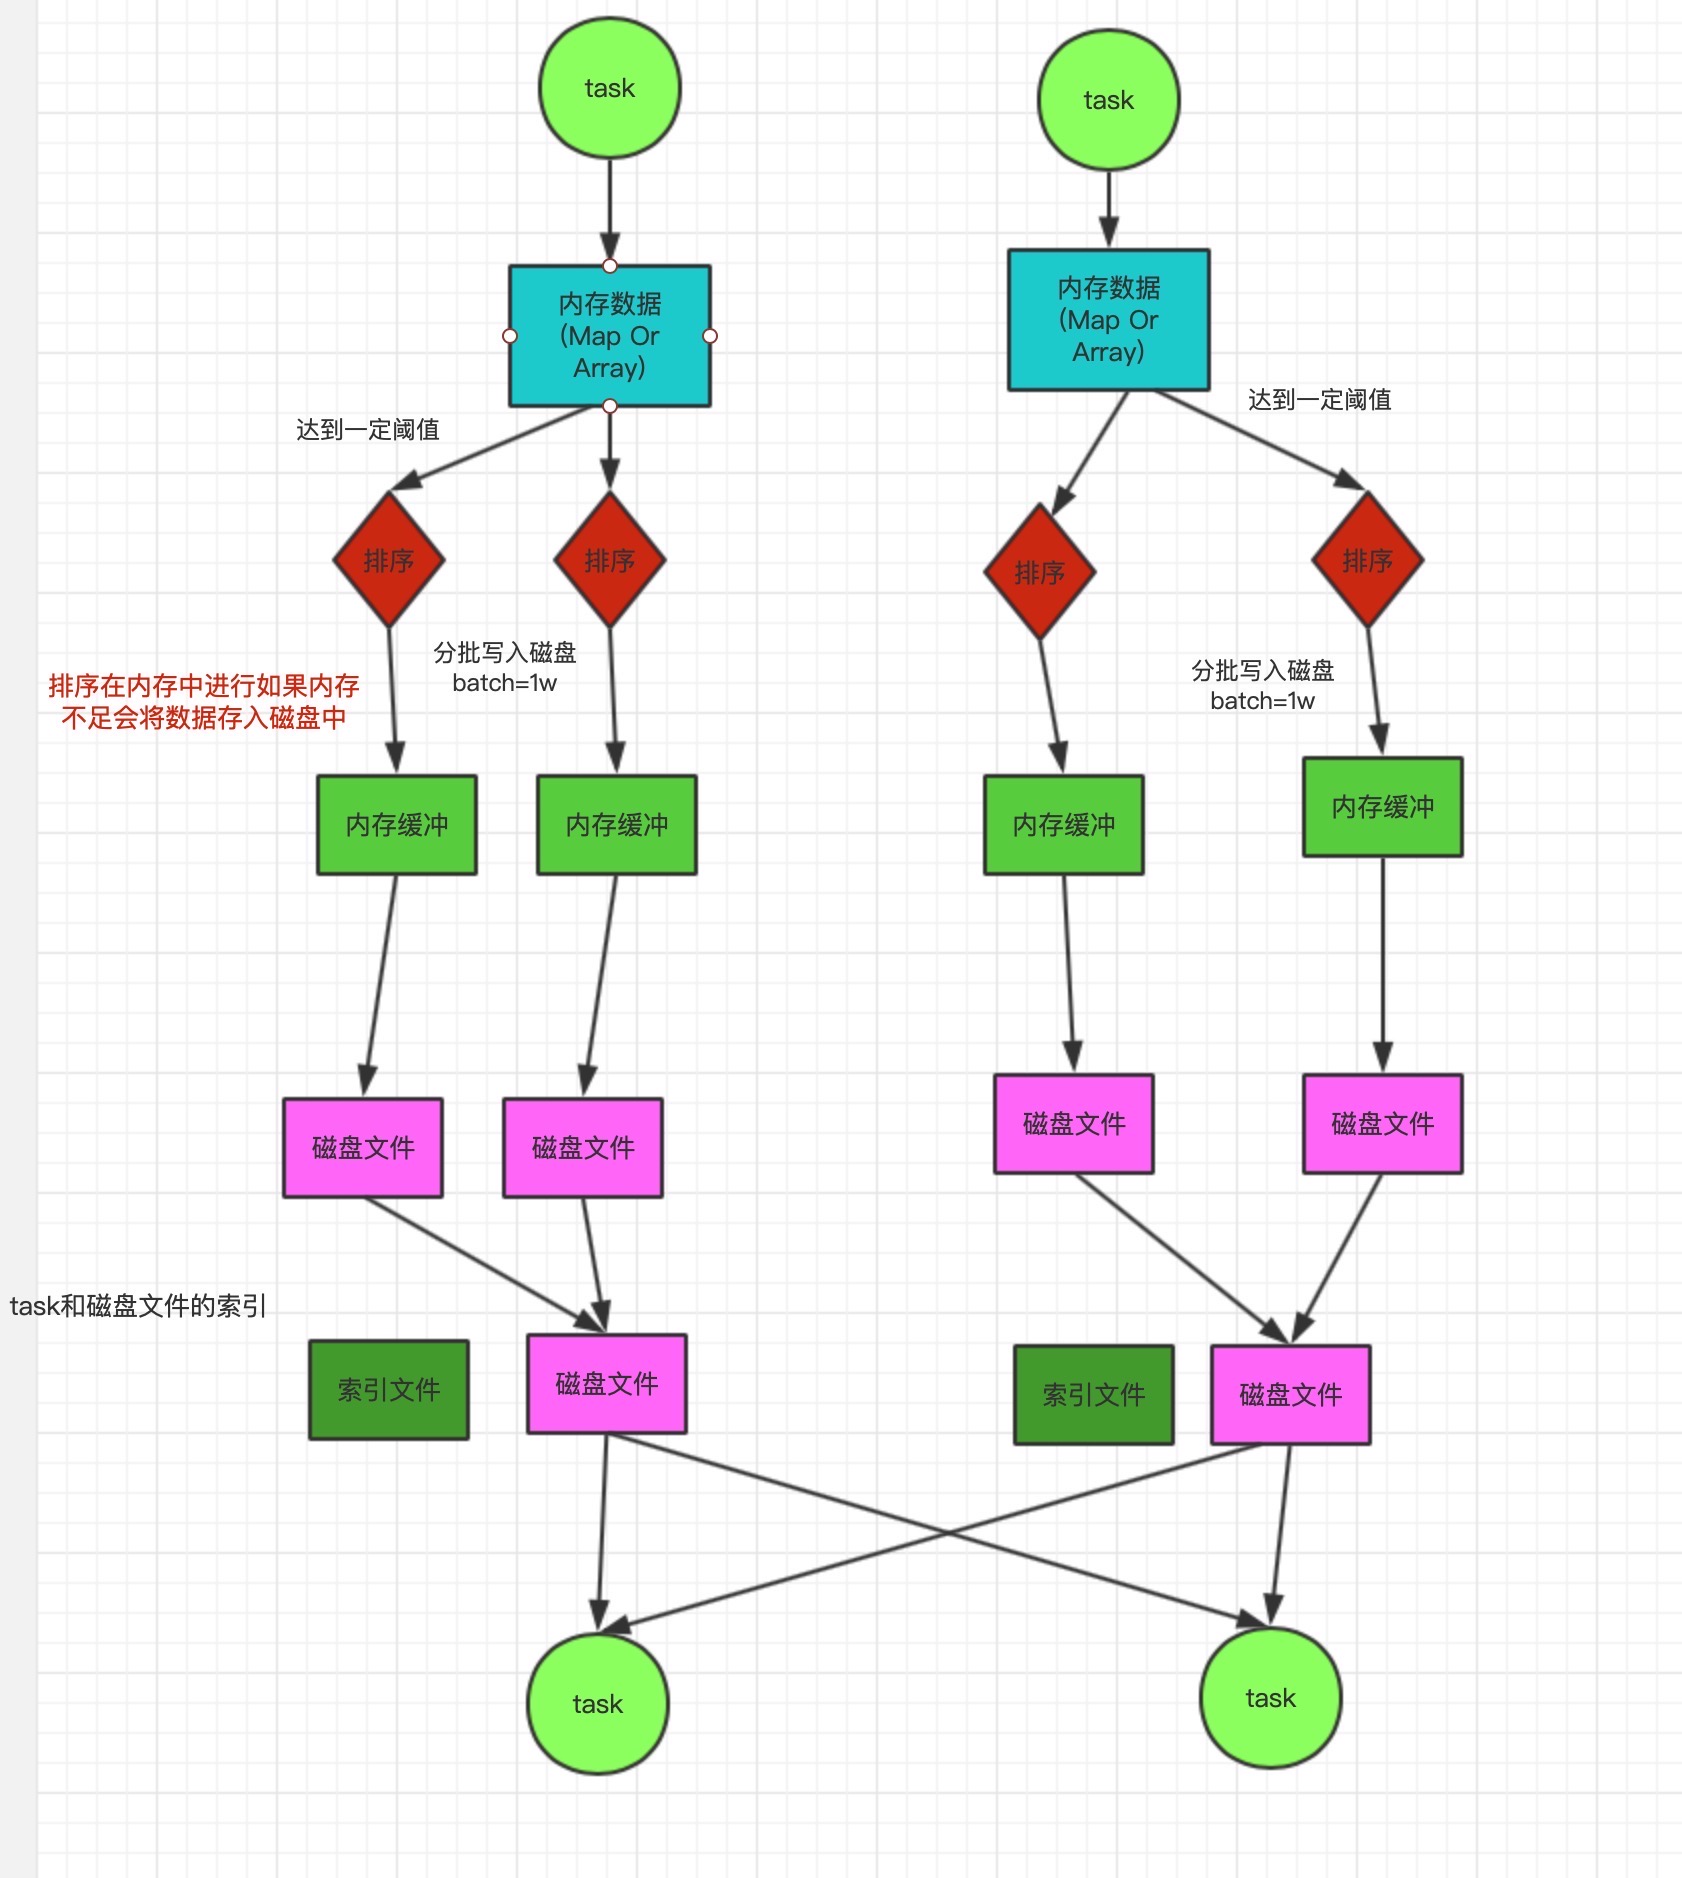 task
task
内存数据
(Map Or
Array)
内存数据
(Map Or
Array)
达到一定阈值
达到一定阈值
排序
排序
排序
排序
分批写入磁盘
batch=1w
分批写入磁盘
batch=1w
排序在内存中进行如果内存
不足会将数据存入磁盘中
内存缓冲
内存缓冲
内存缓冲
内存缓冲
磁盘文件
磁盘文件
磁盘文件
磁盘文件
task和磁盘文件的索引
索引文件
磁盘文件
索引文件
磁盘文件
task
task